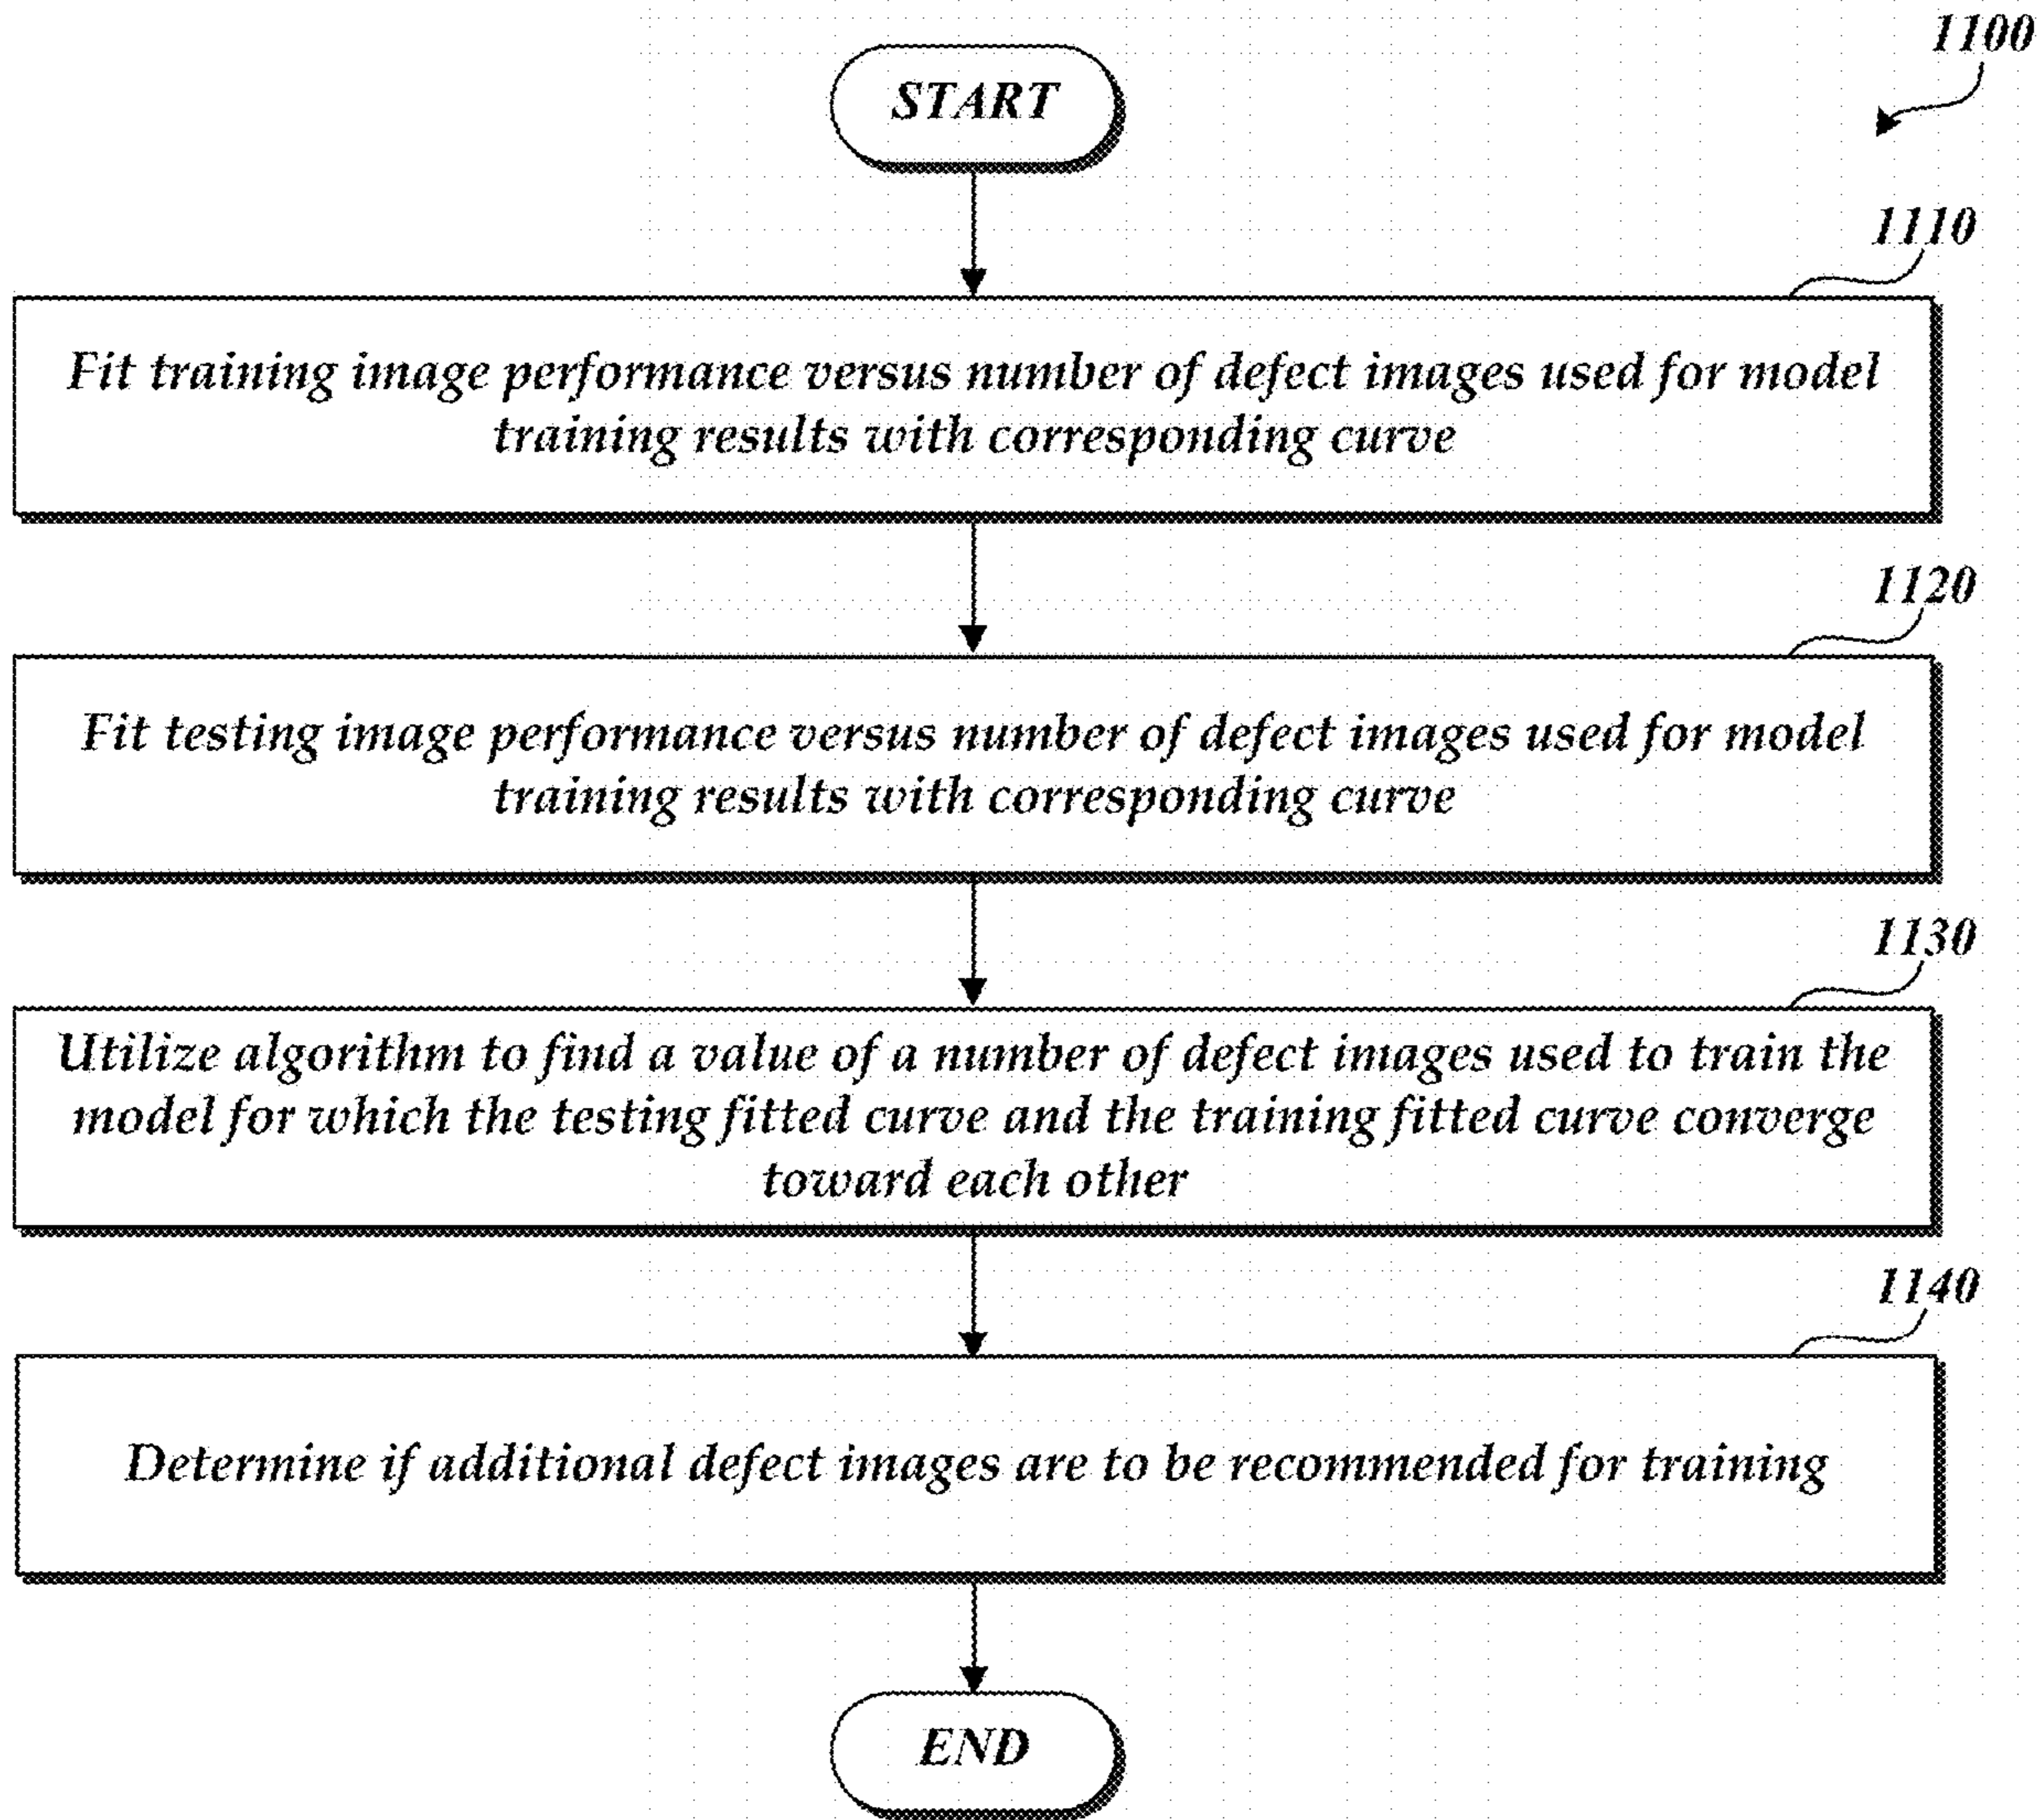 1100
START
1110
Fit training image performance versus number of defect images used for model
training results with corresponding curve
1120
Fit testing image performance versus number of defect images used for model
training results with corresponding curve
1130
Utilize algorithm to find a value of a number of defect images used to train the
model for which the testing fitted curve and the training fitted curve converge
toward each other
1140
Determine if additional defect images are to be recommended for training
END